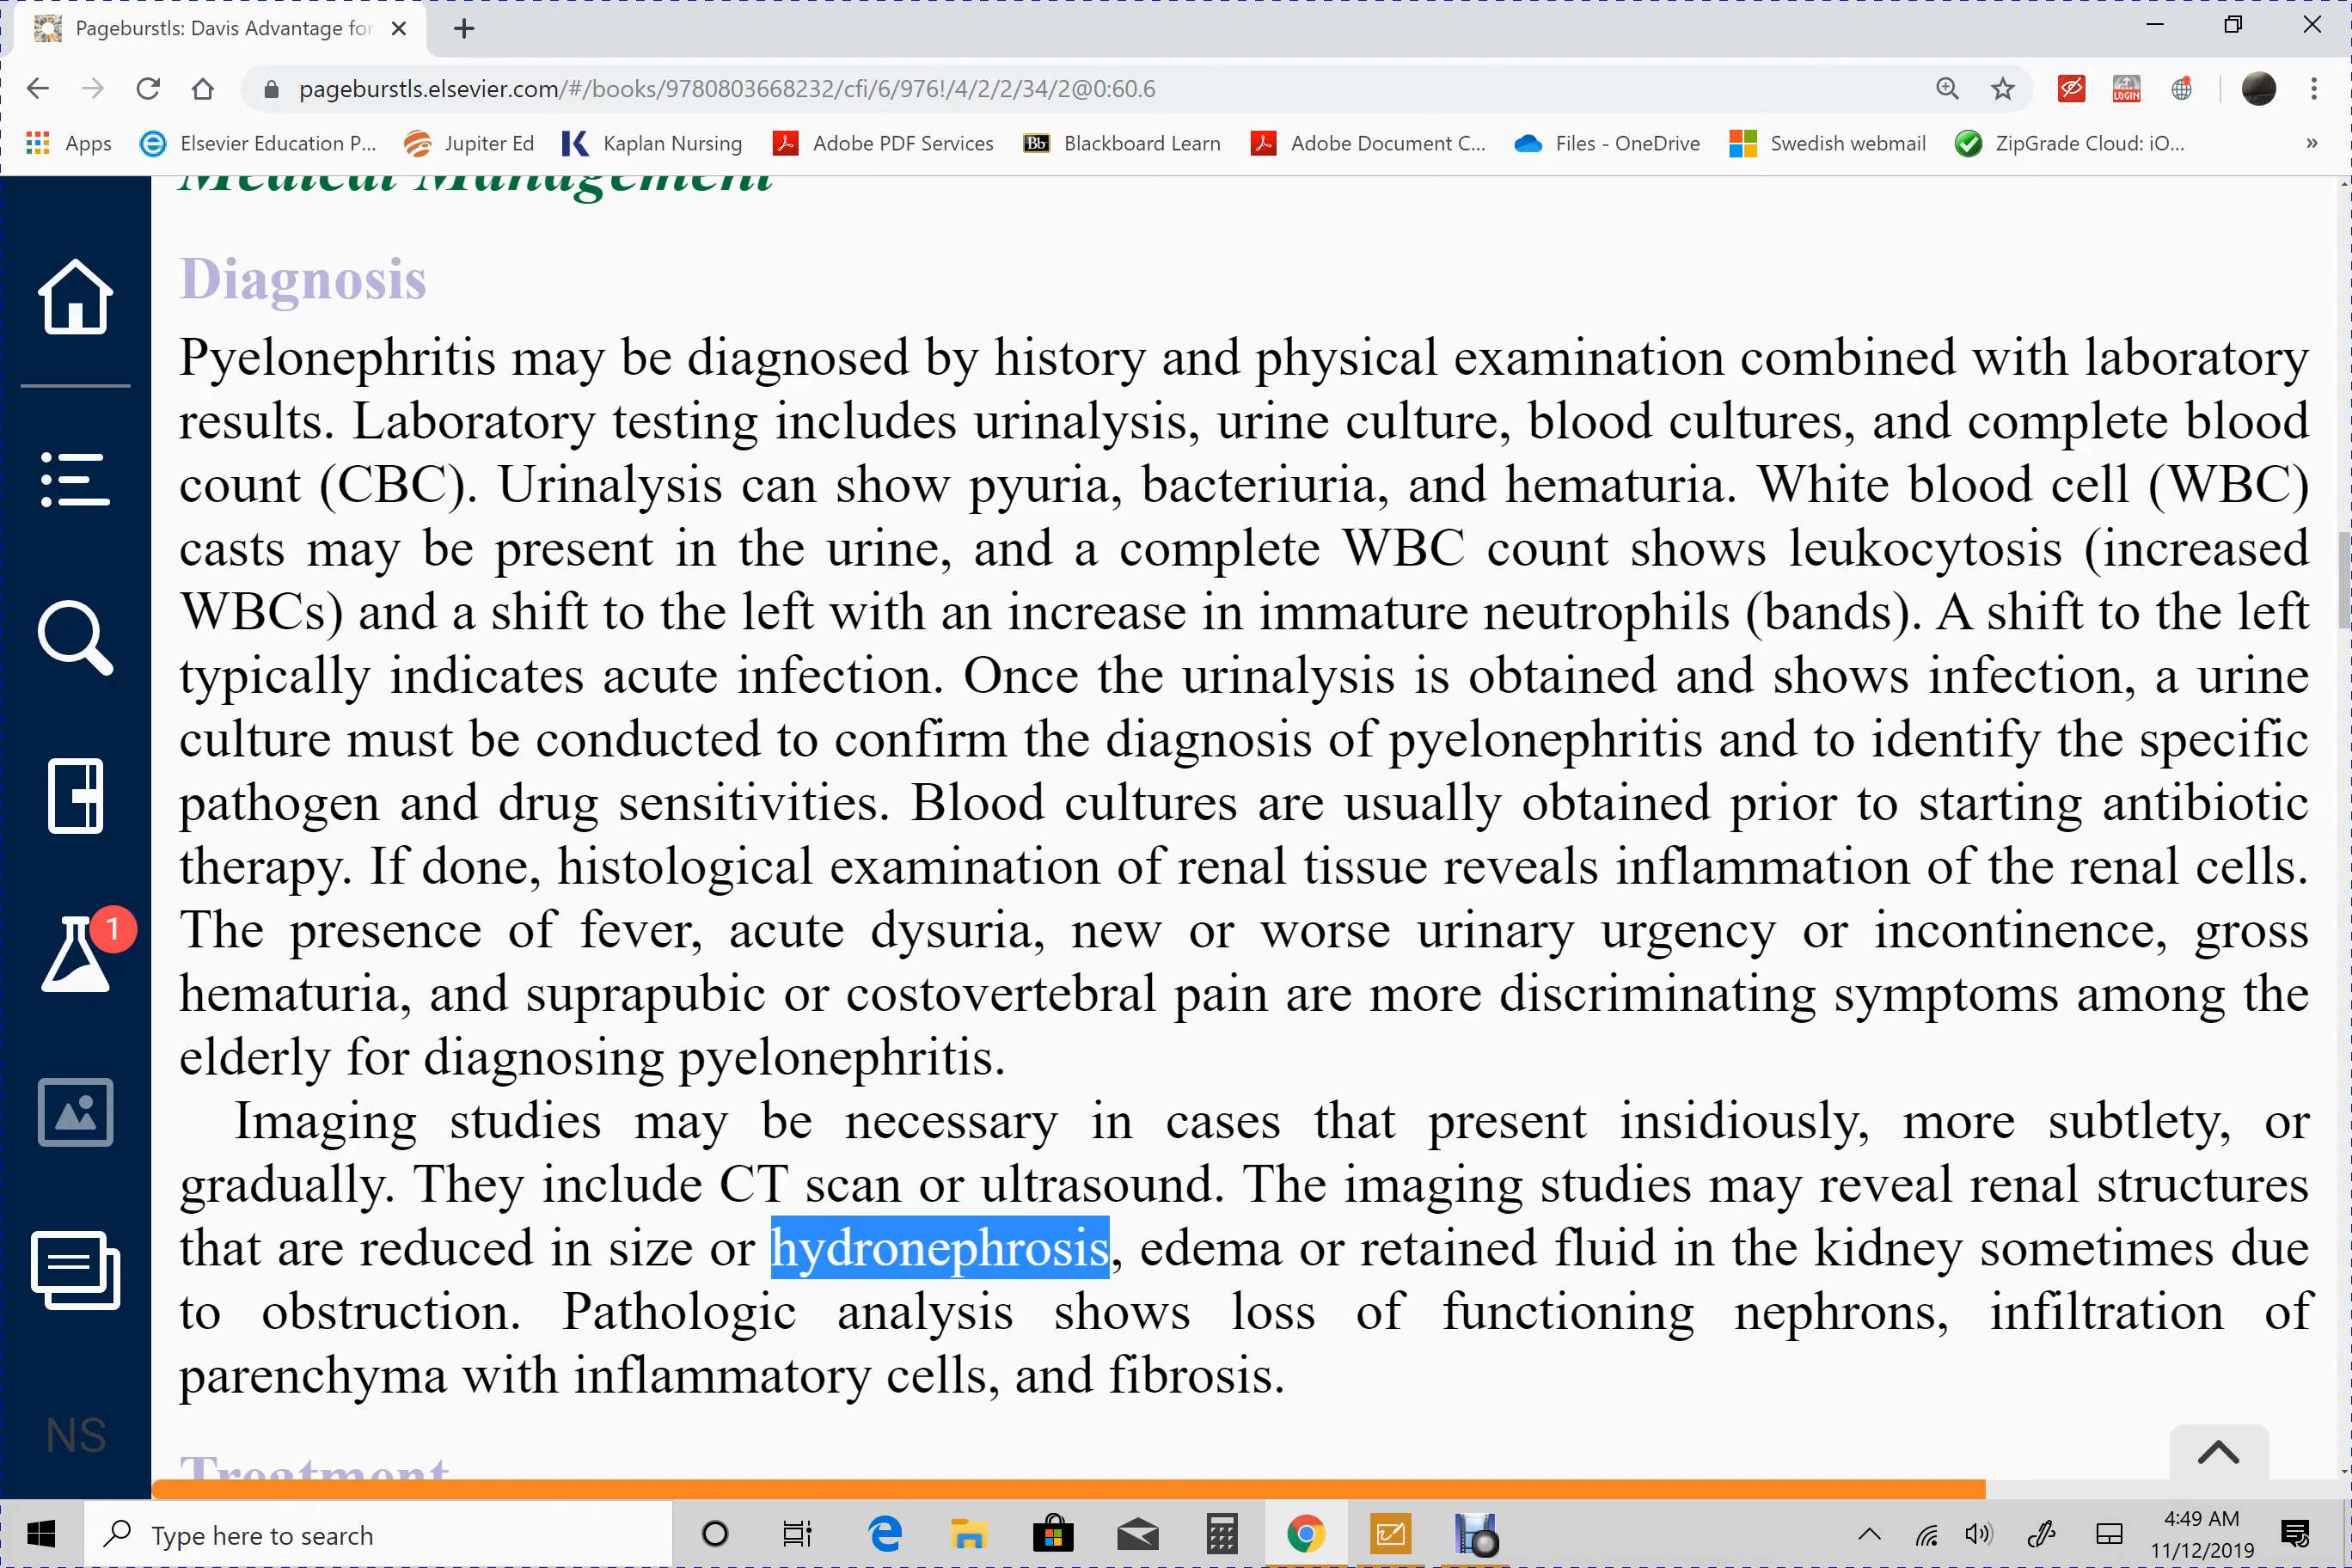 Pageburstls: Davis Advantage for
pageburstls.elsevier.com/#/books/9780803668232/cfi/6/976!/4/2/2/34/2@0:60.6
LOGIN
Apps
Elsevier Education P...
Jupiter Ed
Kaplan Nursing
Adobe PDF Services
Bb
Blackboard Learn
Adobe Document C...
Files - OneDrive
Swedish webmail
ZipGrade Cloud: iO...
»
Medical Management
Diagnosis
Pyelonephritis may be diagnosed by history and physical examination combined with laboratory
results. Laboratory testing includes urinalysis, urine culture, blood cultures, and complete blood
count (CBC). Urinalysis can show pyuria, bacteriuria, and hematuria. White blood cell (WBC)
casts may be present in the urine, and a complete WBC count shows leukocytosis (increased
WBCs) and a shift to the left with an increase in immature neutrophils (bands). A shift to the left
typically indicates acute infection. Once the urinalysis is obtained and shows infection, a urine
culture must be conducted to confirm the diagnosis of pyelonephritis and to identify the specific
pathogen and drug sensitivities. Blood cultures are usually obtained prior to starting antibiotic
therapy. If done, histological examination of renal tissue reveals inflammation of the renal cells.
The presence of fever, acute dysuria, new or worse urinary urgency or incontinence, gross
hematuria, and suprapubic or costovertebral pain are more discriminating symptoms among the
elderly for diagnosing pyelonephritis.
Imaging studies may be necessary in cases that present insidiously, more subtlety, or
gradually. They include CT scan or ultrasound. The imaging studies may reveal renal structures
that are reduced in size or hydronephrosis, edema or retained fluid in the kidney sometimes due
to obstruction. Pathologic analysis shows loss of functioning nephrons, infiltration of
parenchyma with inflammatory cells, and fibrosis.
Treatment
1
NS
Type here to search
4:49 AM
11/12/2019